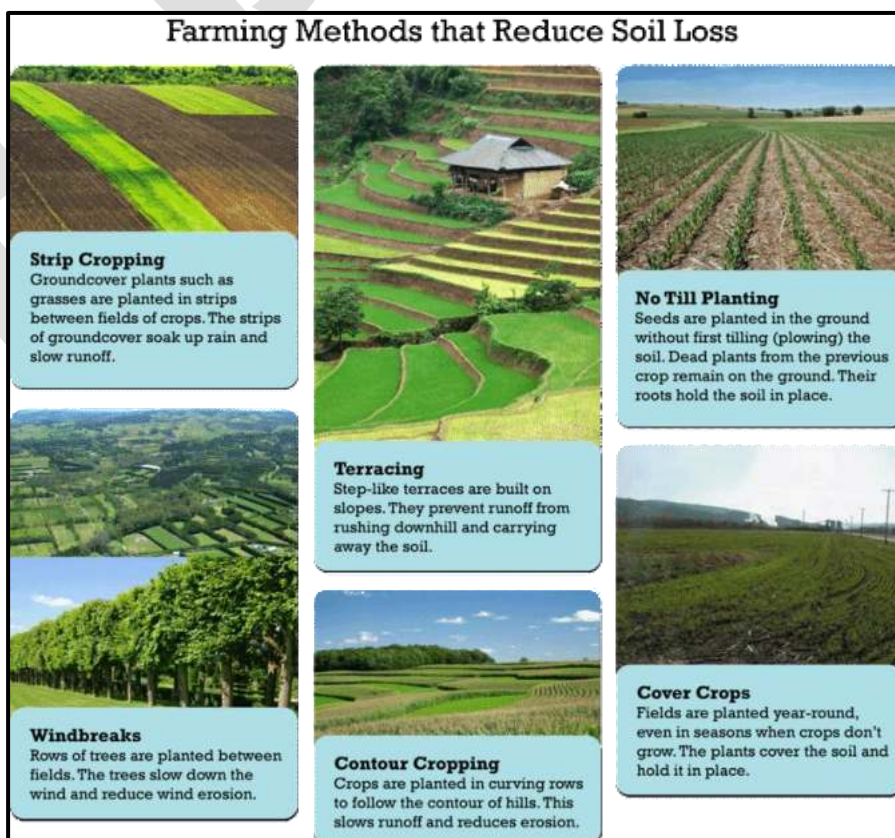 Farming Methods that Reduce Soil Loss
Strip Cropping
Groundcover plants such as
grasses are planted in strips
between fields of crops. The strips
of groundcover soak up rain and
slow runoff.
Windbreaks
Rows of trees are planted between
fields. The trees slow down the
wind and reduce wind erosion.
Terracing
Step-like terraces are built on
slopes. They prevent runoff from
rushing downhill and carrying
away the soil.
Contour Cropping
Crops are planted in curving rows
to follow the contour of hills. This
slows runoff and reduces erosion.
No Till Planting
Seeds are planted in the ground
without first tilling (plowing) the
soil. Dead plants from the previous
crop remain on the ground. Their
roots hold the soil in place.
Cover Crops
Fields are planted year-round,
even in seasons when crops don't
grow. The plants cover the soil and
hold it in place.